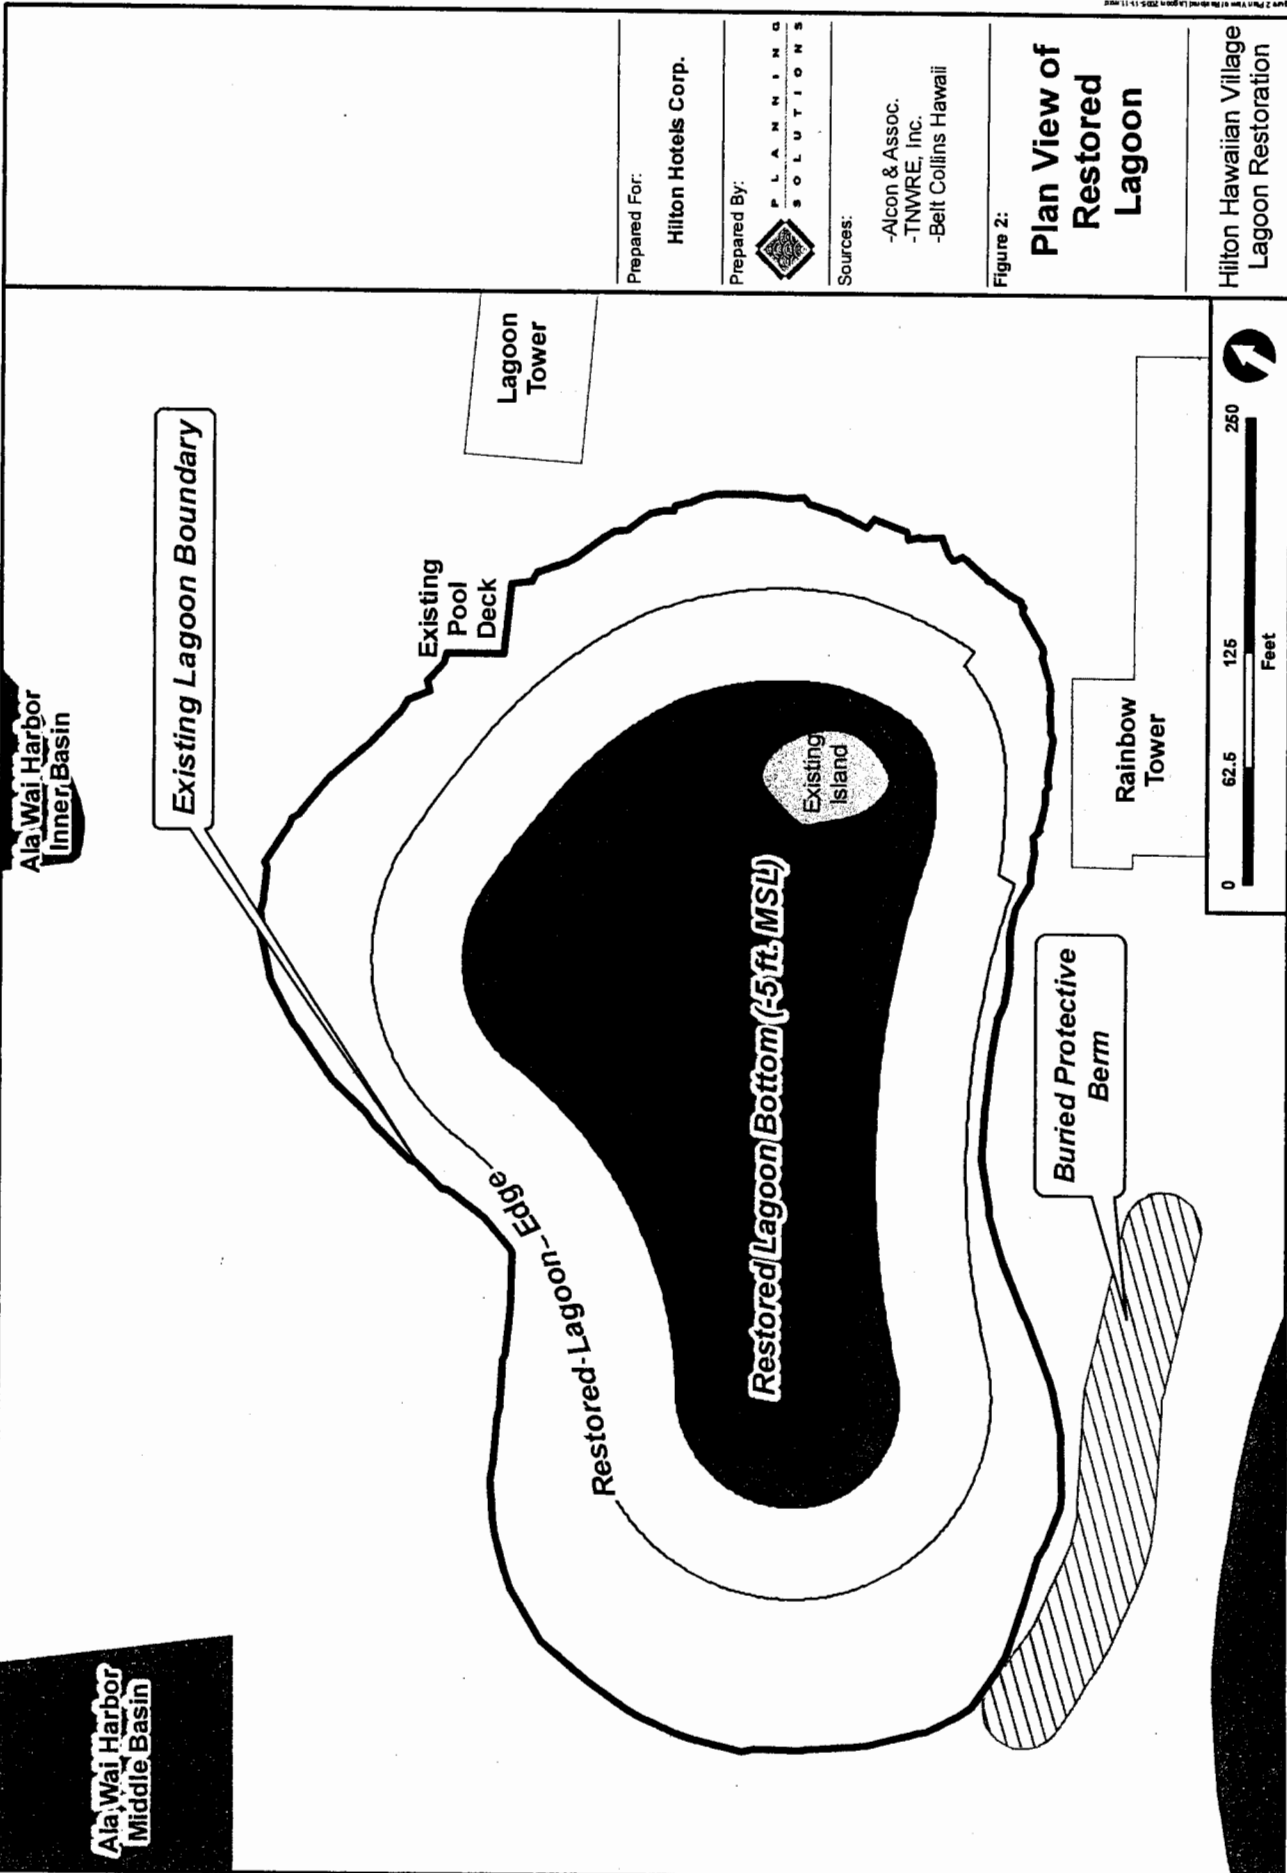 Ala Wai Harbor
Middle Basin
Ala Wai Harbor
Inner Basin
Existing Lagoon Boundary
Existing
Pool
Deck
Lagoon
Tower
Restored-Lagoon--Edge
Restored Lagoon Bottom (-5 ft. MSL)
Existing
Island
Rainbow
Tower
Buried Protective
Berm
0 62.5 125 250
Feet
Prepared For:
Hilton Hotels Corp.
Prepared By:
PLANNING
SOLUTIONS
Sources:
-Alcon & Assoc.
-TNWRE, Inc.
-Belt Collins Hawaii
Figure 2:
Plan View of
Restored
Lagoon
Hilton Hawaiian Village
Lagoon Restoration